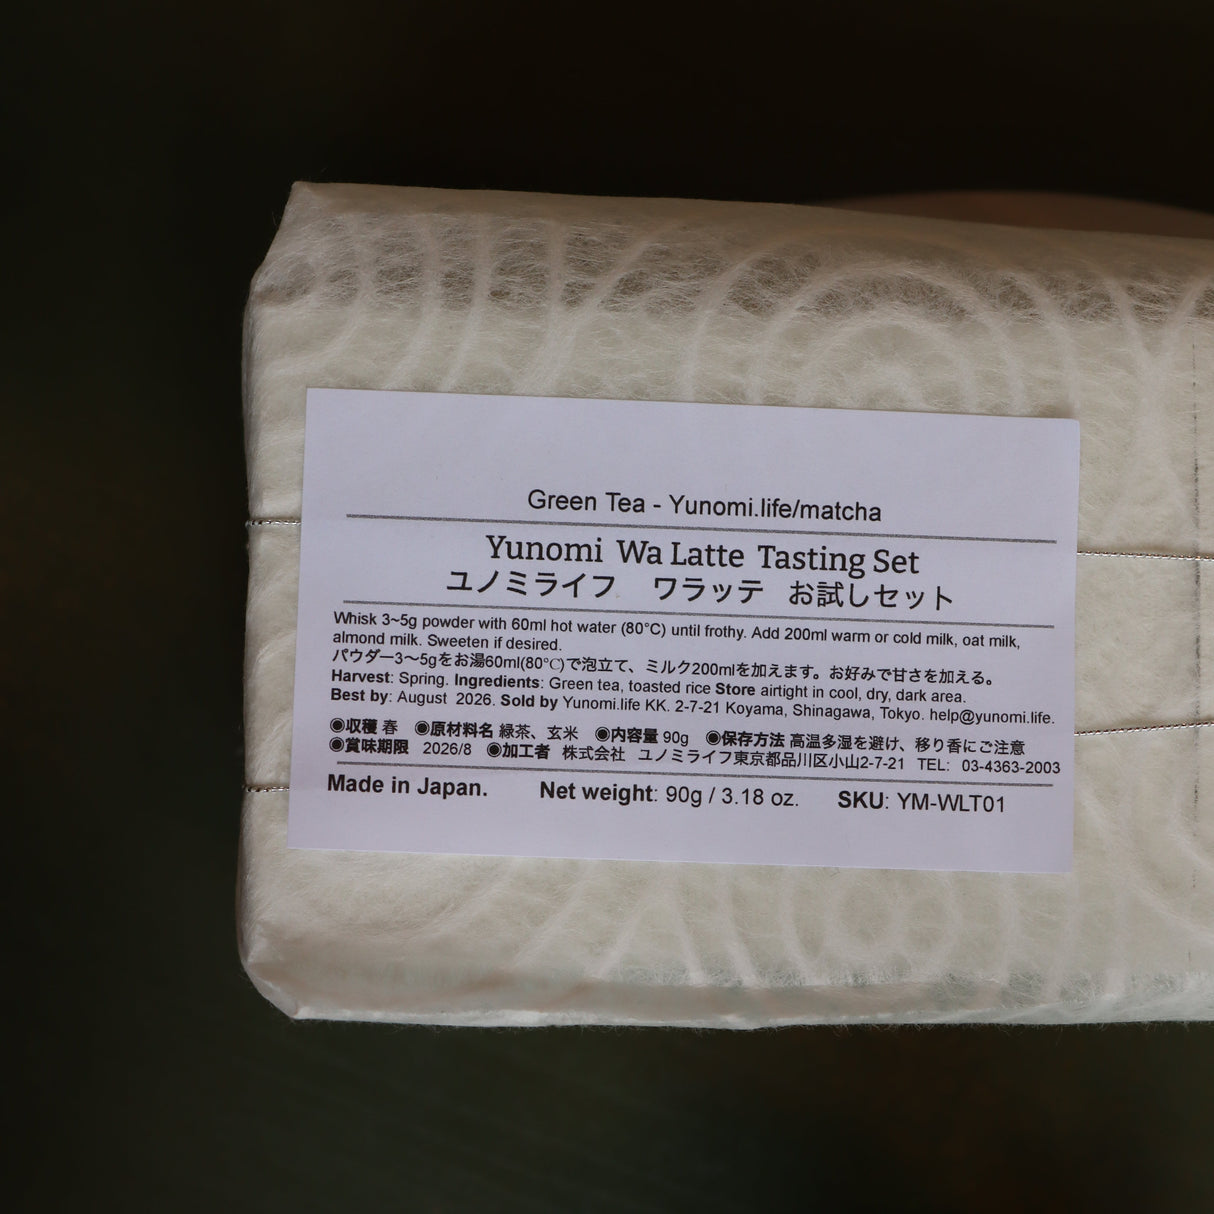 Green Tea - Yunomi.life/matcha
Yunomi Wa Latte Tasting Set
ユノミライフ ワラッテ お試しセット
Whisk 3~5g powder with 60ml hot water (80°C) until frothy. Add 200ml warm or cold milk, oat milk,
almond milk. Sweeten if desired.
パウダー3〜5gをお湯60ml(80℃)で泡立て、ミルク200mlを加えます。お好みで甘さを加える。
Harvest: Spring. Ingredients: Green tea, toasted rice Store airtight in cool, dry, dark area.
Best by: August 2026. Sold by Yunomi.life KK. 2-7-21 Koyama, Shinagawa, Tokyo. help@yunomi.life.
◉収穫 春 ◉原材料名 緑茶、玄米 ◉内容量 90g ◉保存方法 高温多湿を避け、移り香にご注意
◉賞味期限 2026/8 ◉加工者 株式会社 ユノミライフ東京都品川区小山2-7-21 TEL: 03-4363-2003
Made in Japan. Net weight: 90g / 3.18 oz. SKU: YM-WLT01